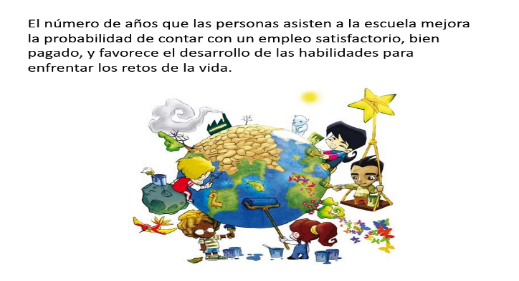 El número de años que las personas asisten a la escuela mejora
la probabilidad de contar con un empleo satisfactorio, bien
pagado, y favorece el desarrollo de las habilidades para
enfrentar los retos de la vida.